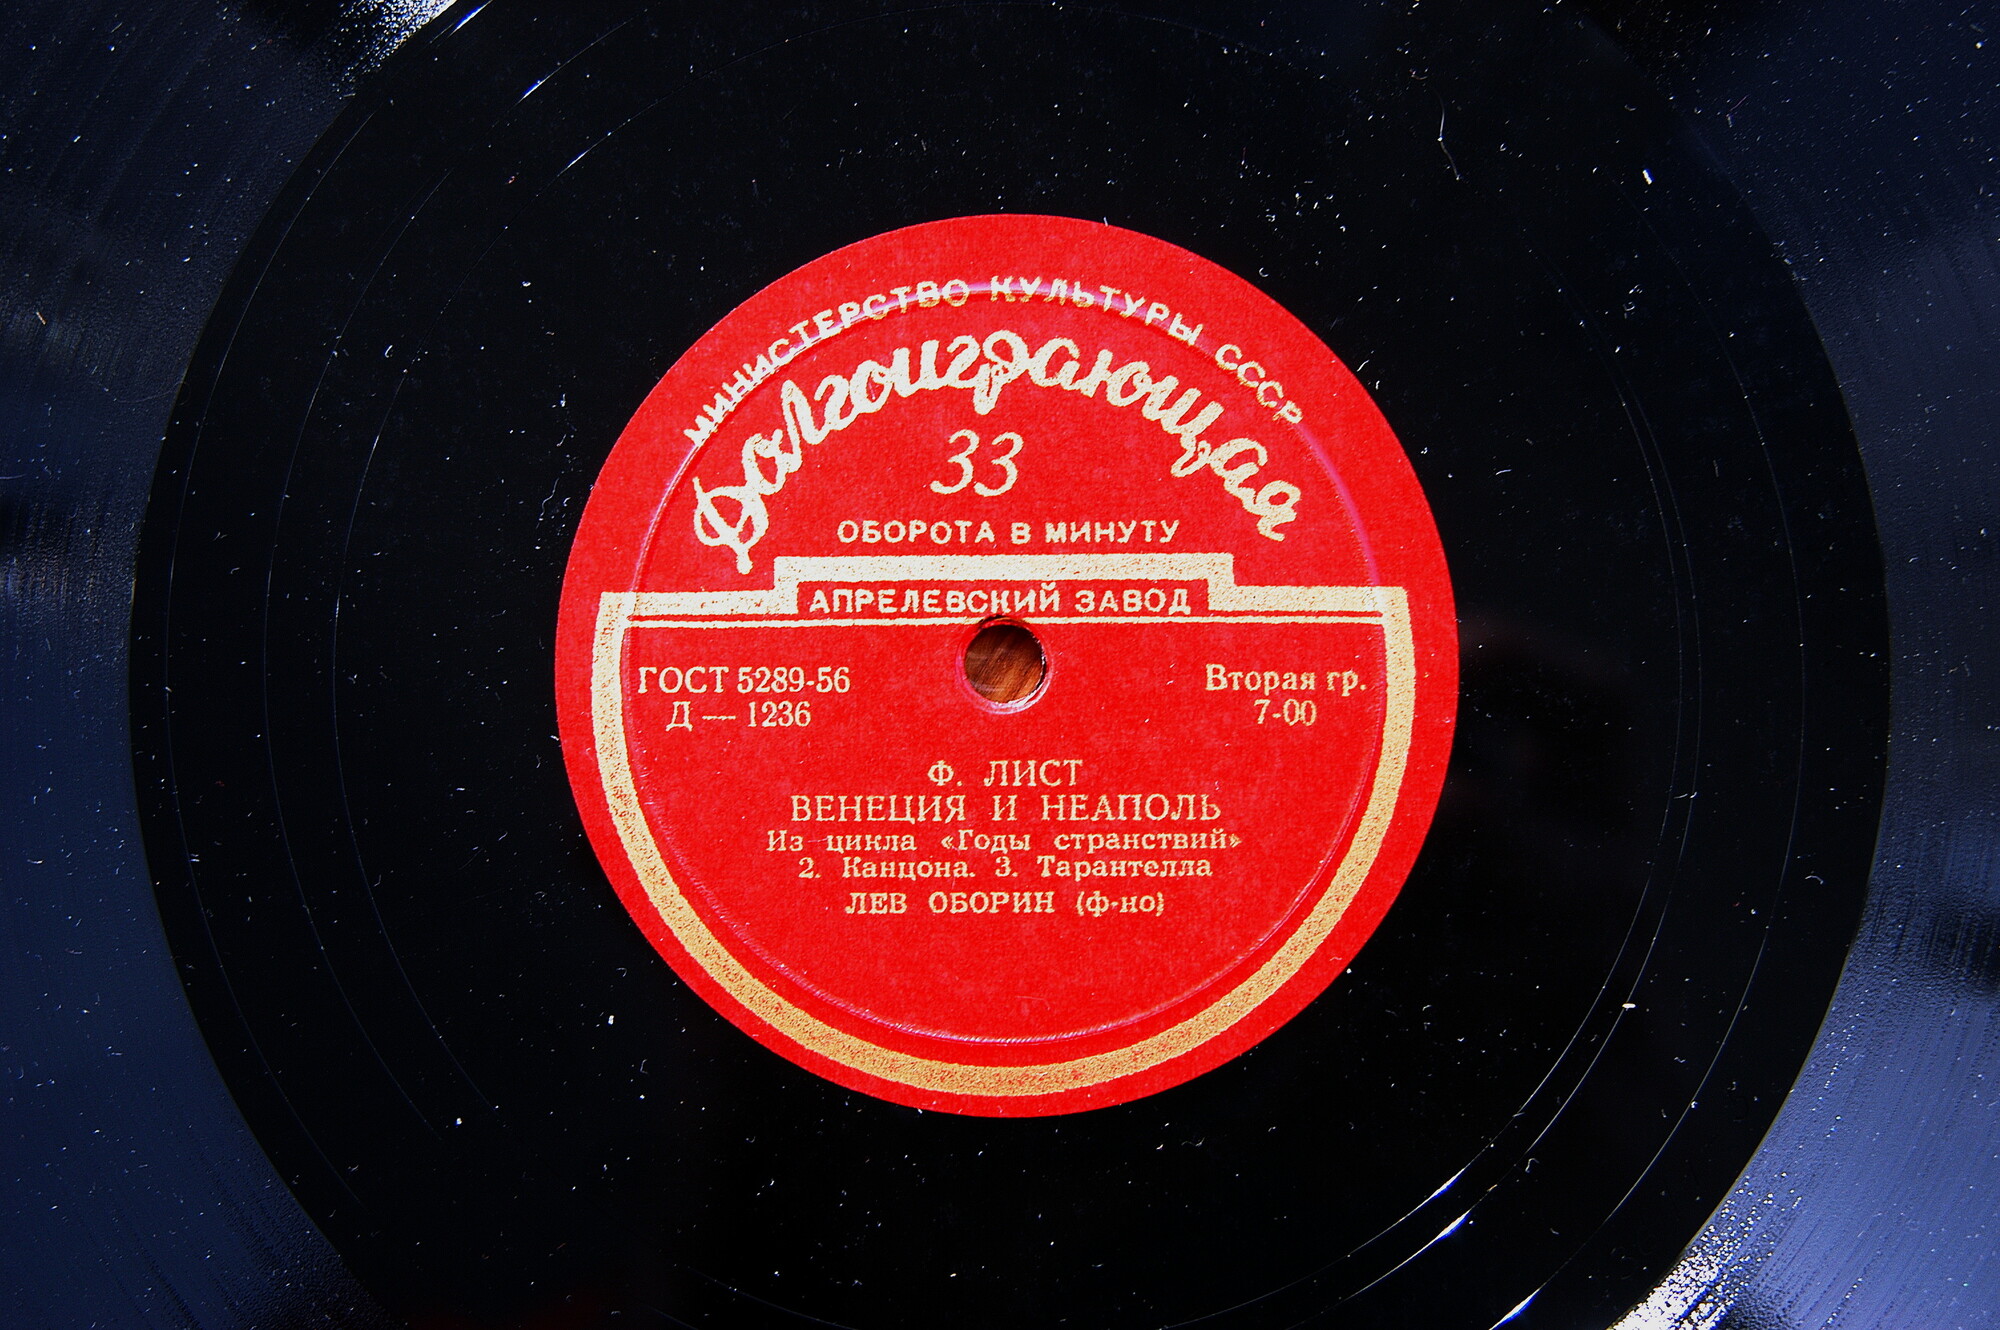 МИНИСТЕРСТВО КУЛЬТУРЫ СССР
Долгоиграющая
33
ОБОРОТА В МИНУТУ
АПРЕЛЕВСКИЙ ЗАВОД
ГОСТ 5289-56
Д — 1236
Вторая гр.
7-00
Ф. ЛИСТ
ВЕНЕЦИЯ И НЕАПОЛЬ
Из цикла «Годы странствий»
2. Канцона. 3. Тарантелла
ЛЕВ ОБОРИН (ф-но)